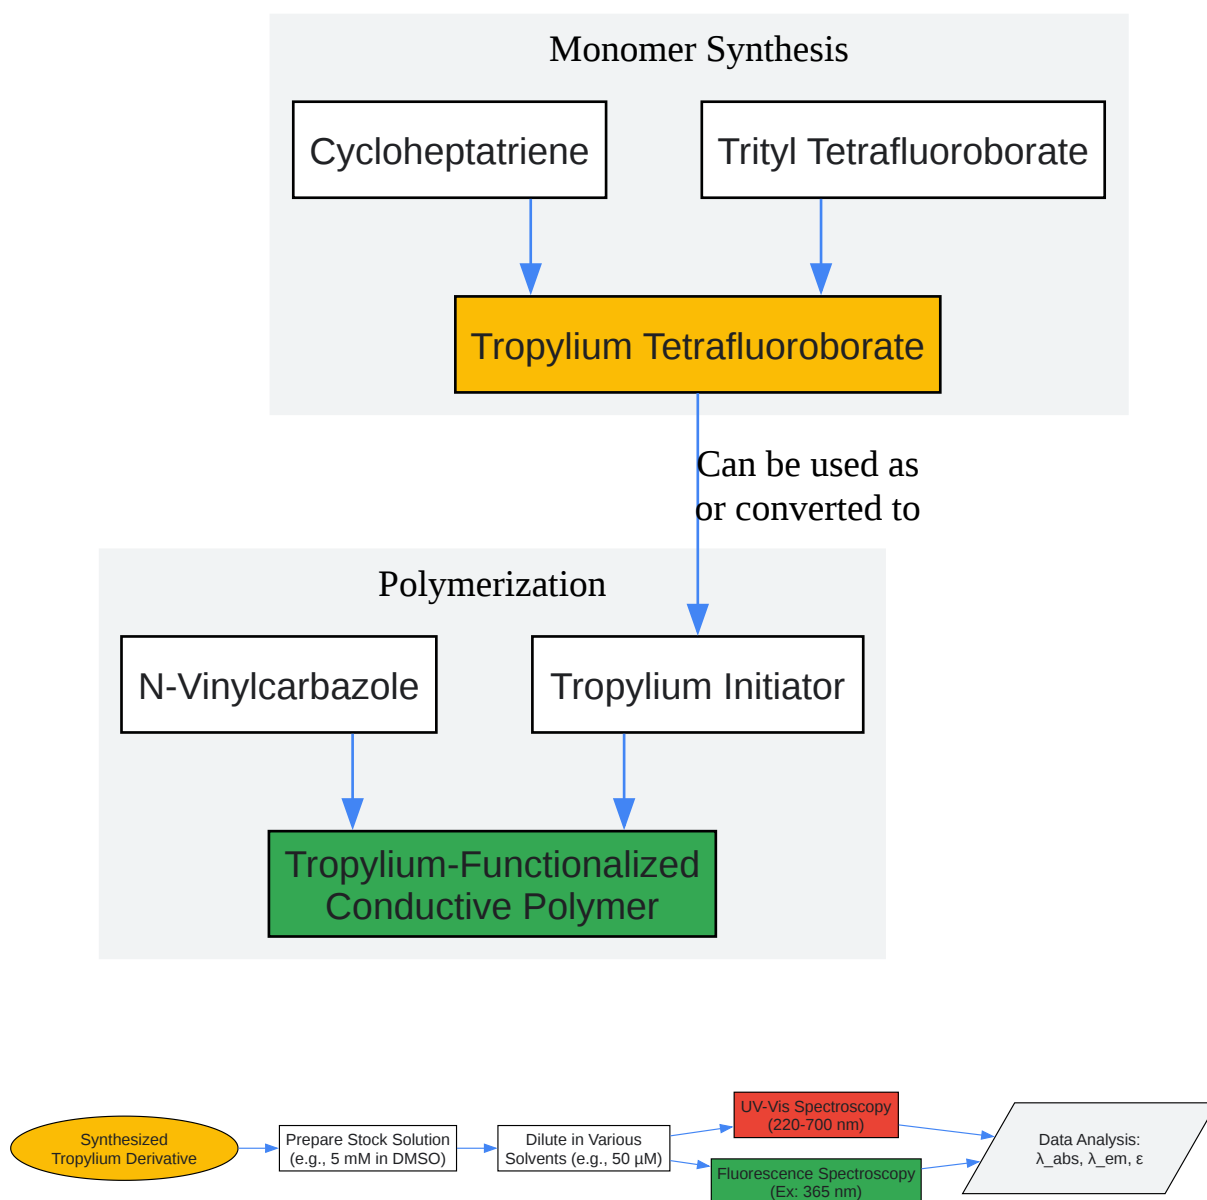 Monomer Synthesis
Cycloheptatriene
Trityl Tetrafluoroborate
Tropylium Tetrafluoroborate
Can be used as
or converted to
Polymerization
N-Vinylcarbazole
Tropylium Initiator
Tropylium-Functionalized
Conductive Polymer
Synthesized
Tropylium Derivative
Prepare Stock Solution
(e.g., 5 mM in DMSO)
Dilute in Various
Solvents (e.g., 50 µM)
UV-Vis Spectroscopy
(220-700 nm)
Fluorescence Spectroscopy
(Ex: 365 nm)
Data Analysis:
λ_abs, λ_em, ε